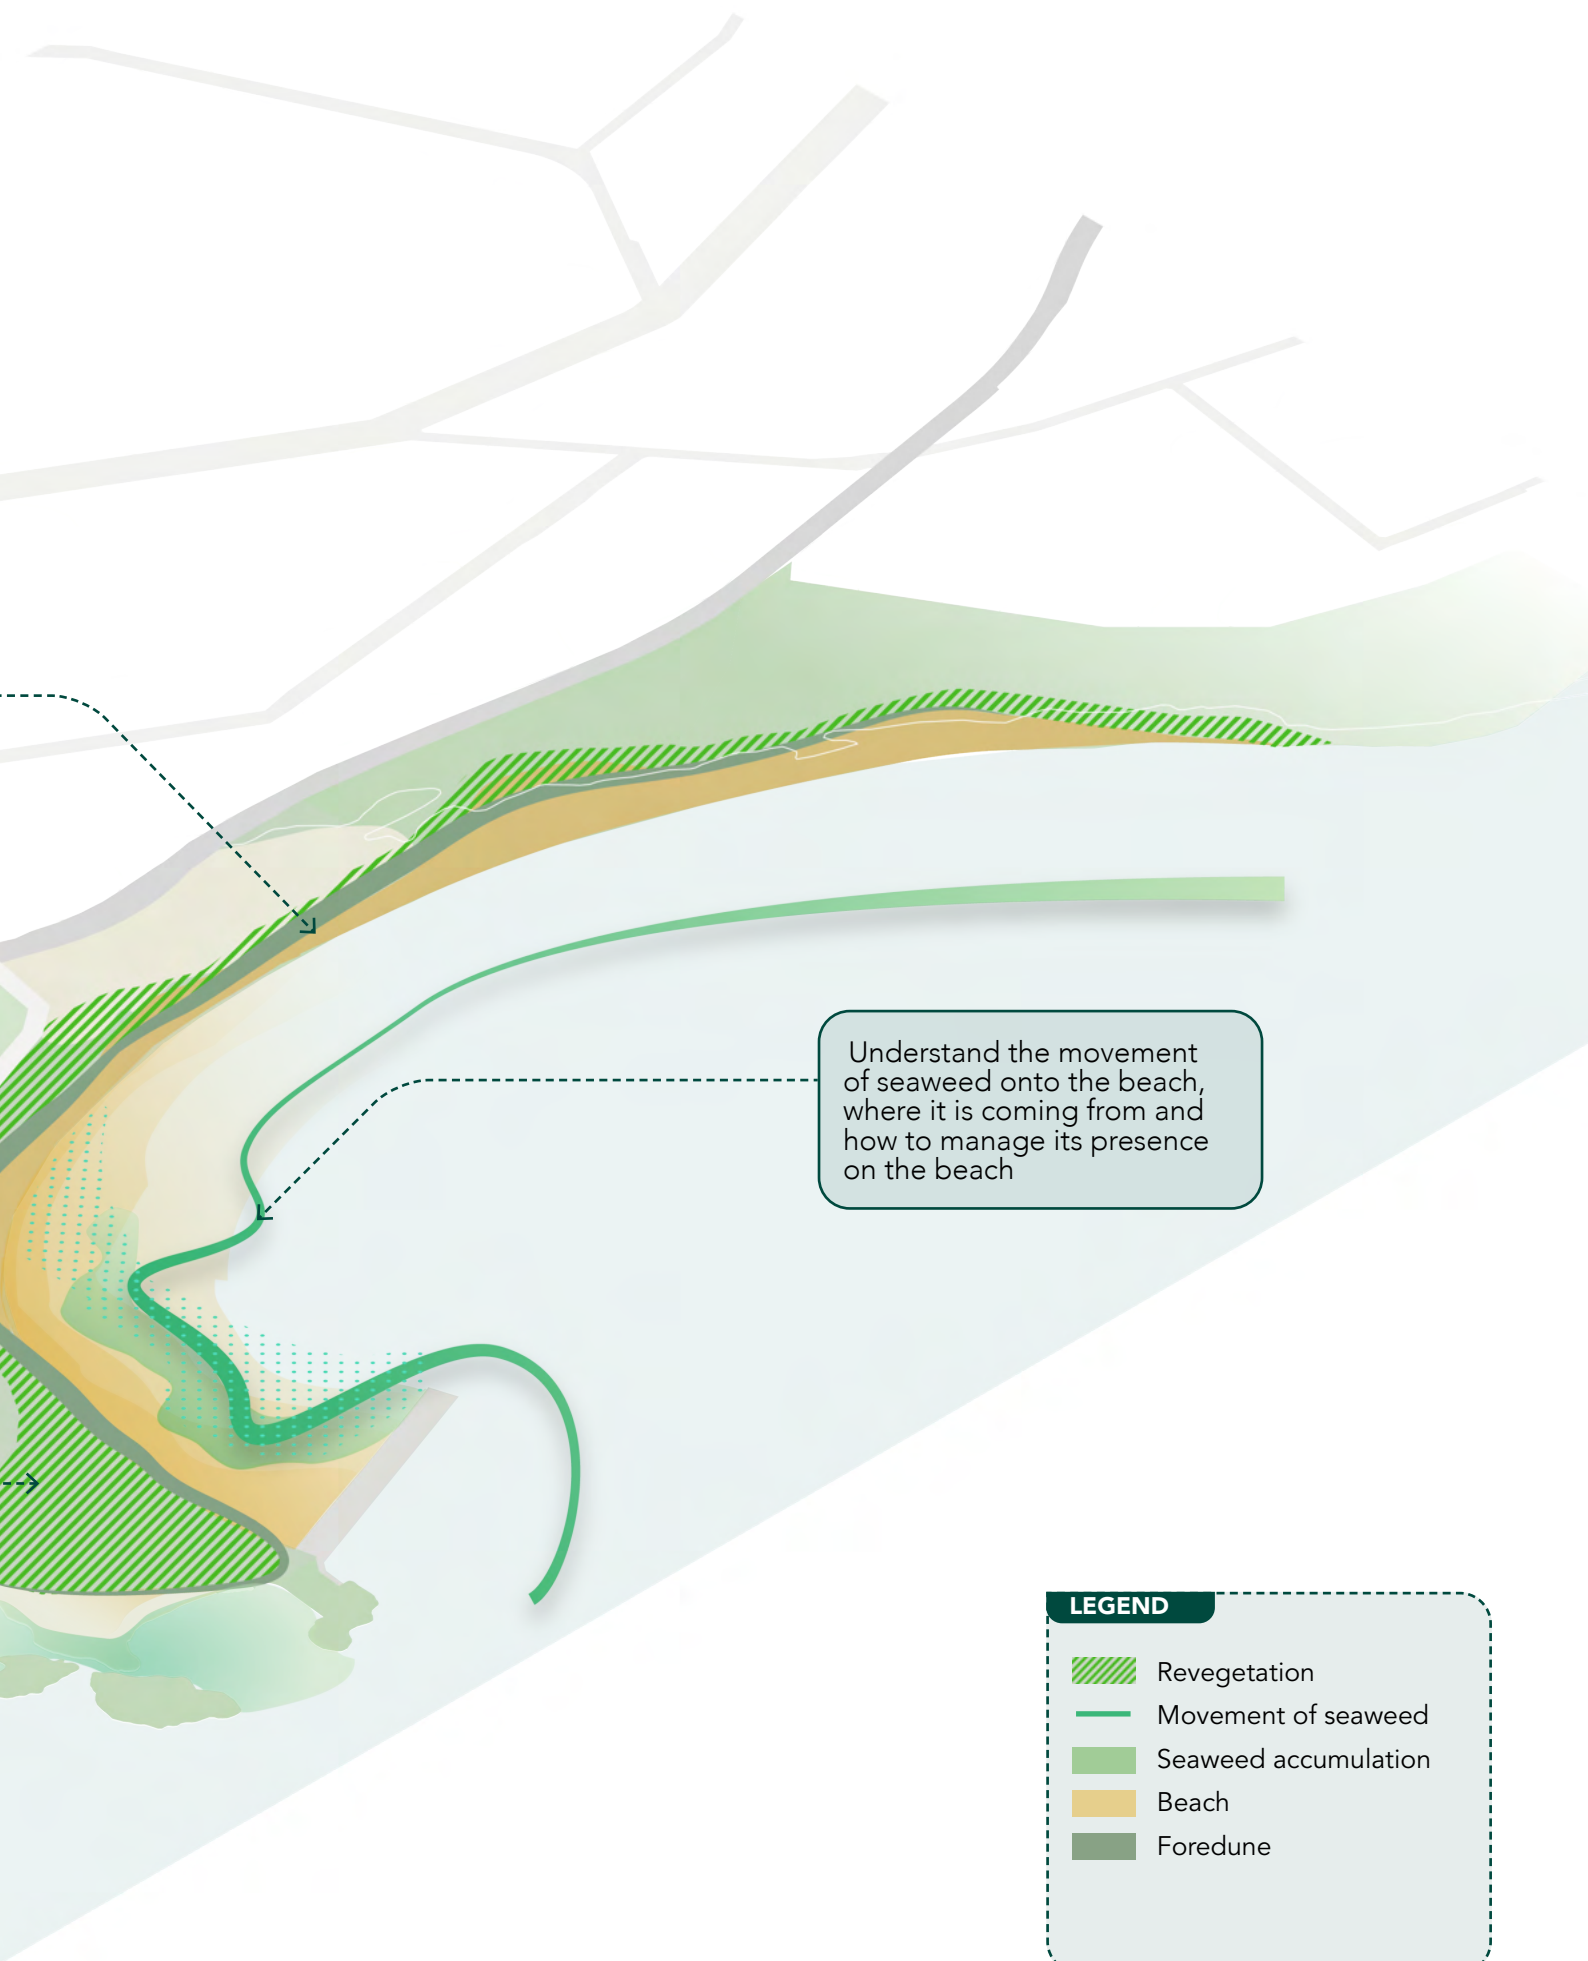 Understand the movement
of seaweed onto the beach,
where it is coming from and
how to manage its presence
on the beach
LEGEND
Revegetation
Movement of seaweed
Seaweed accumulation
Beach
Foredune